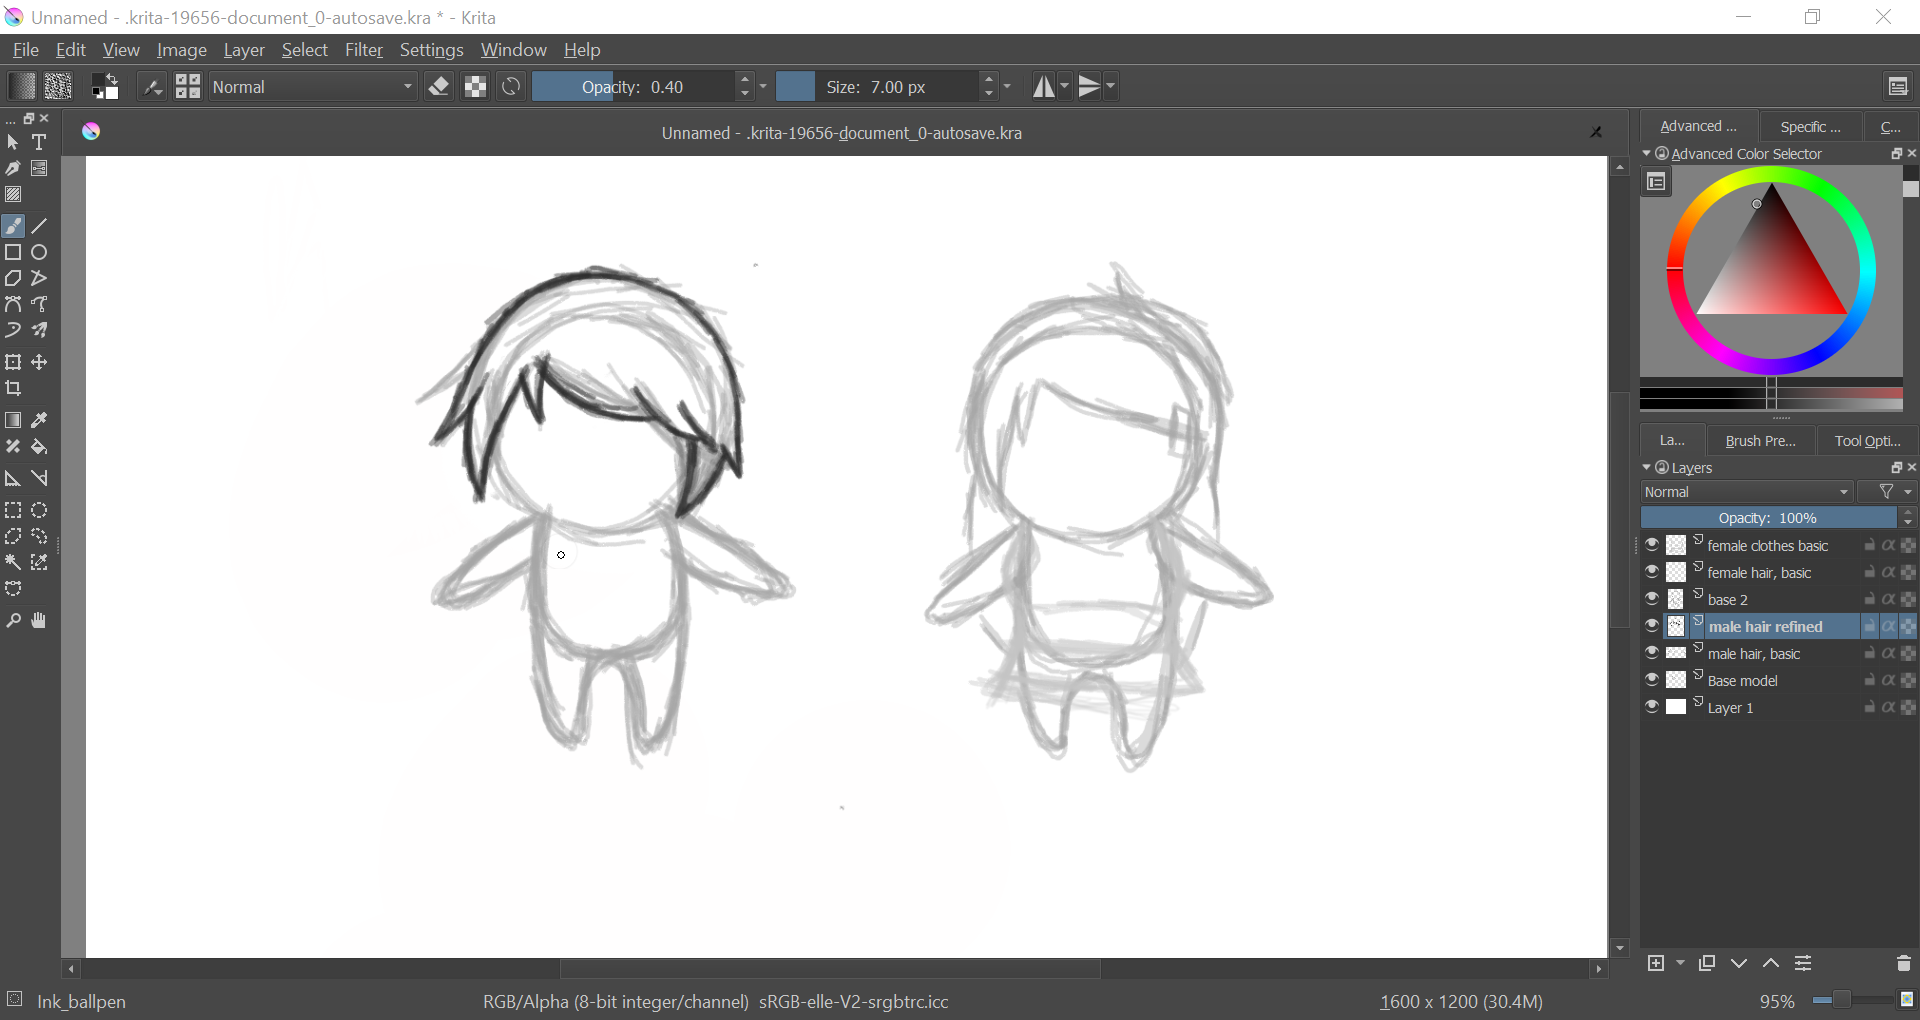 Unnamed - .krita-19656-document_0-autosave.kra * - Krita
File Edit View Image Layer Select Filter Settings Window Help
Normal Opacity: 0.40 Size: 7.00 px
Unnamed - .krita-19656-document_0-autosave.kra
Advanced ... Specific ... C...
Advanced Color Selector
La... Brush Pre... Tool Opti...
Layers
Normal
Opacity: 100%
female clothes basic
female hair, basic
base 2
male hair refined
male hair, basic
Base model
Layer 1
Ink_ballpen RGB/Alpha (8-bit integer/channel) sRGB-elle-V2-srgbtrc.icc 1600 x 1200 (30.4M) 95%